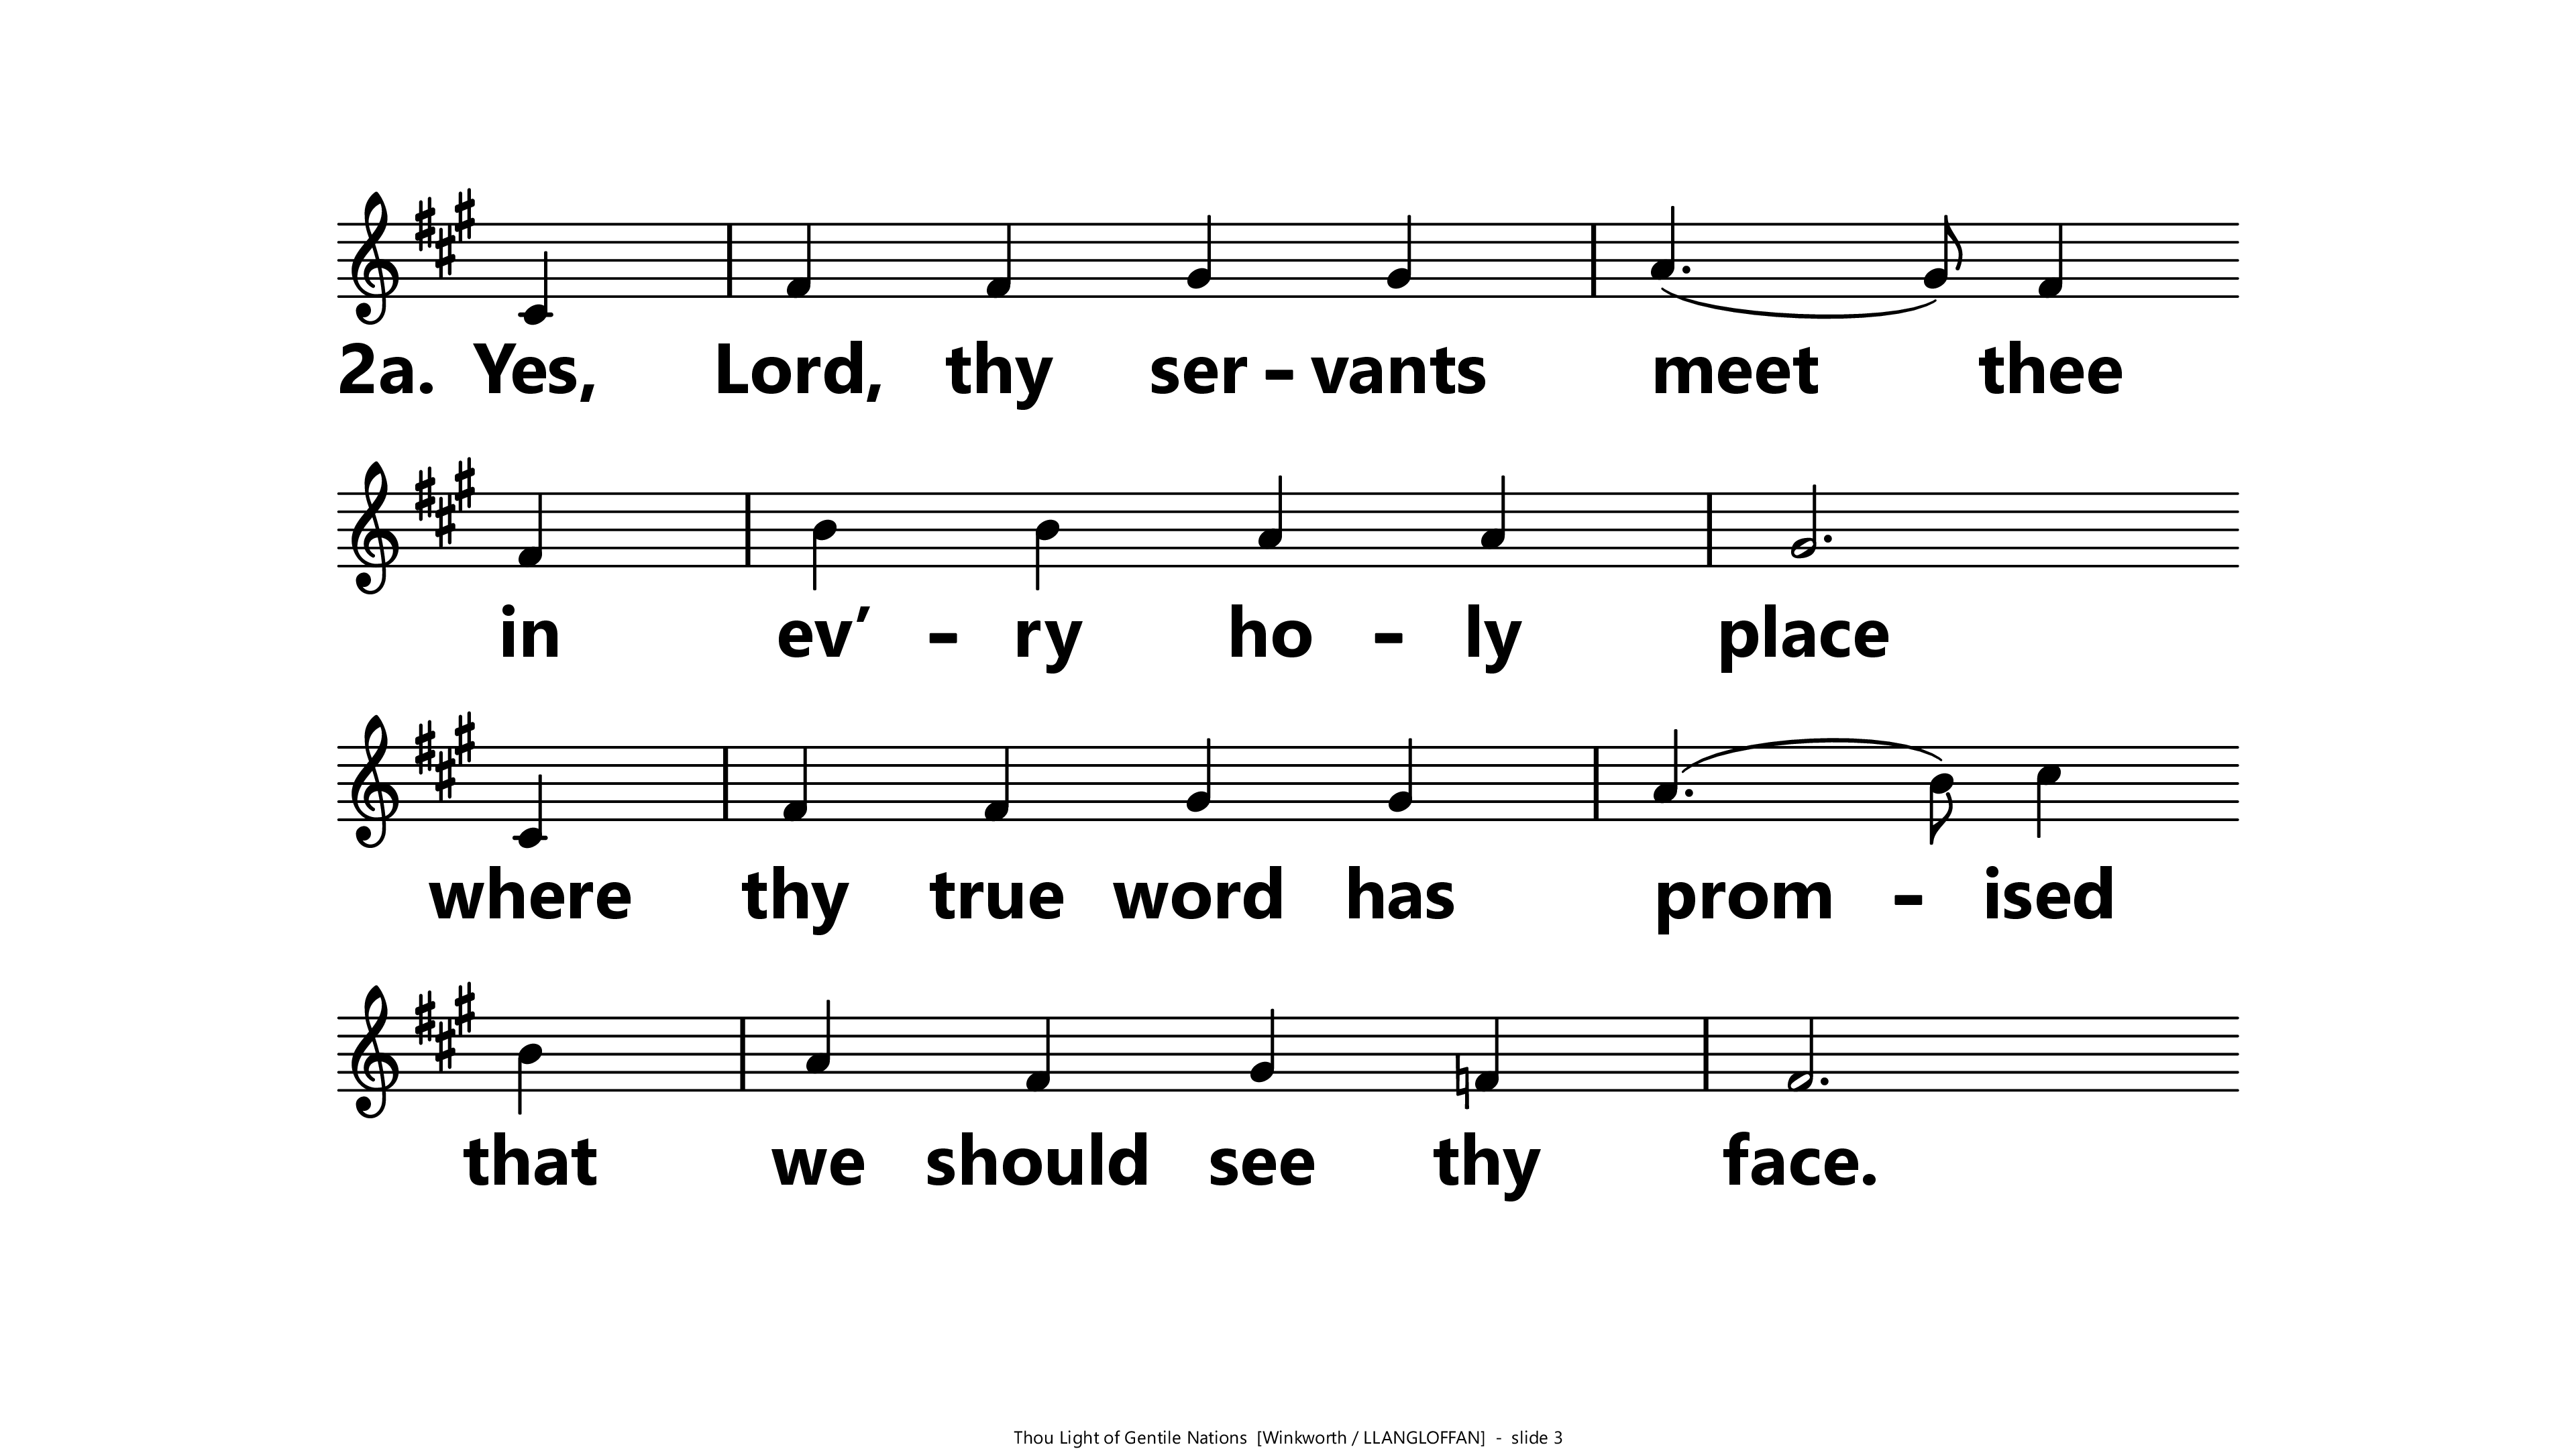 2a. Yes, Lord, thy ser - vants meet thee
in ev’ - ry ho - ly place
where thy true word has prom - ised
that we should see thy face.
Thou Light of Gentile Nations [Winkworth / LLANGLOFFAN] - slide 3